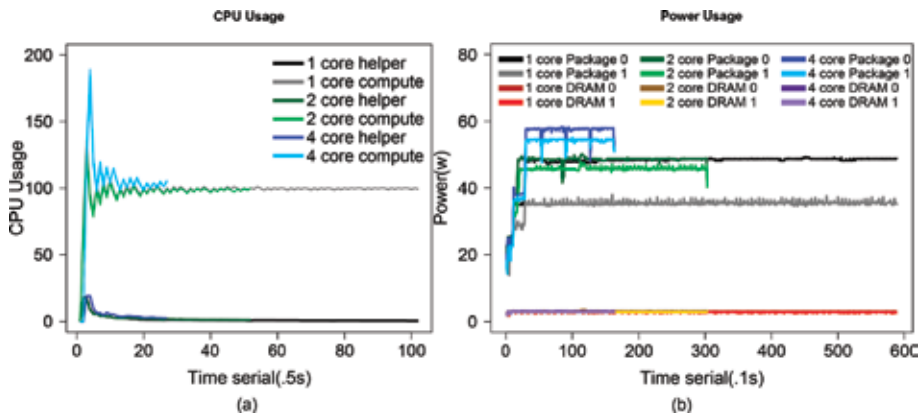 CPU Usage
200
150
100
50
0
CPU Usage
1 core helper
1 core compute
2 core helper
2 core compute
4 core helper
4 core compute
0 20 40 60 80 100
Time serial(.5s)
(a)
Power Usage
80
60
40
20
0
Power(w)
1 core Package 0
1 core Package 1
1 core DRAM 0
1 core DRAM 1
2 core Package 0
2 core Package 1
2 core DRAM 0
2 core DRAM 1
4 core Package 0
4 core Package 1
4 core DRAM 0
4 core DRAM 1
0 100 200 300 400 500 600
Time serial(.1s)
(b)